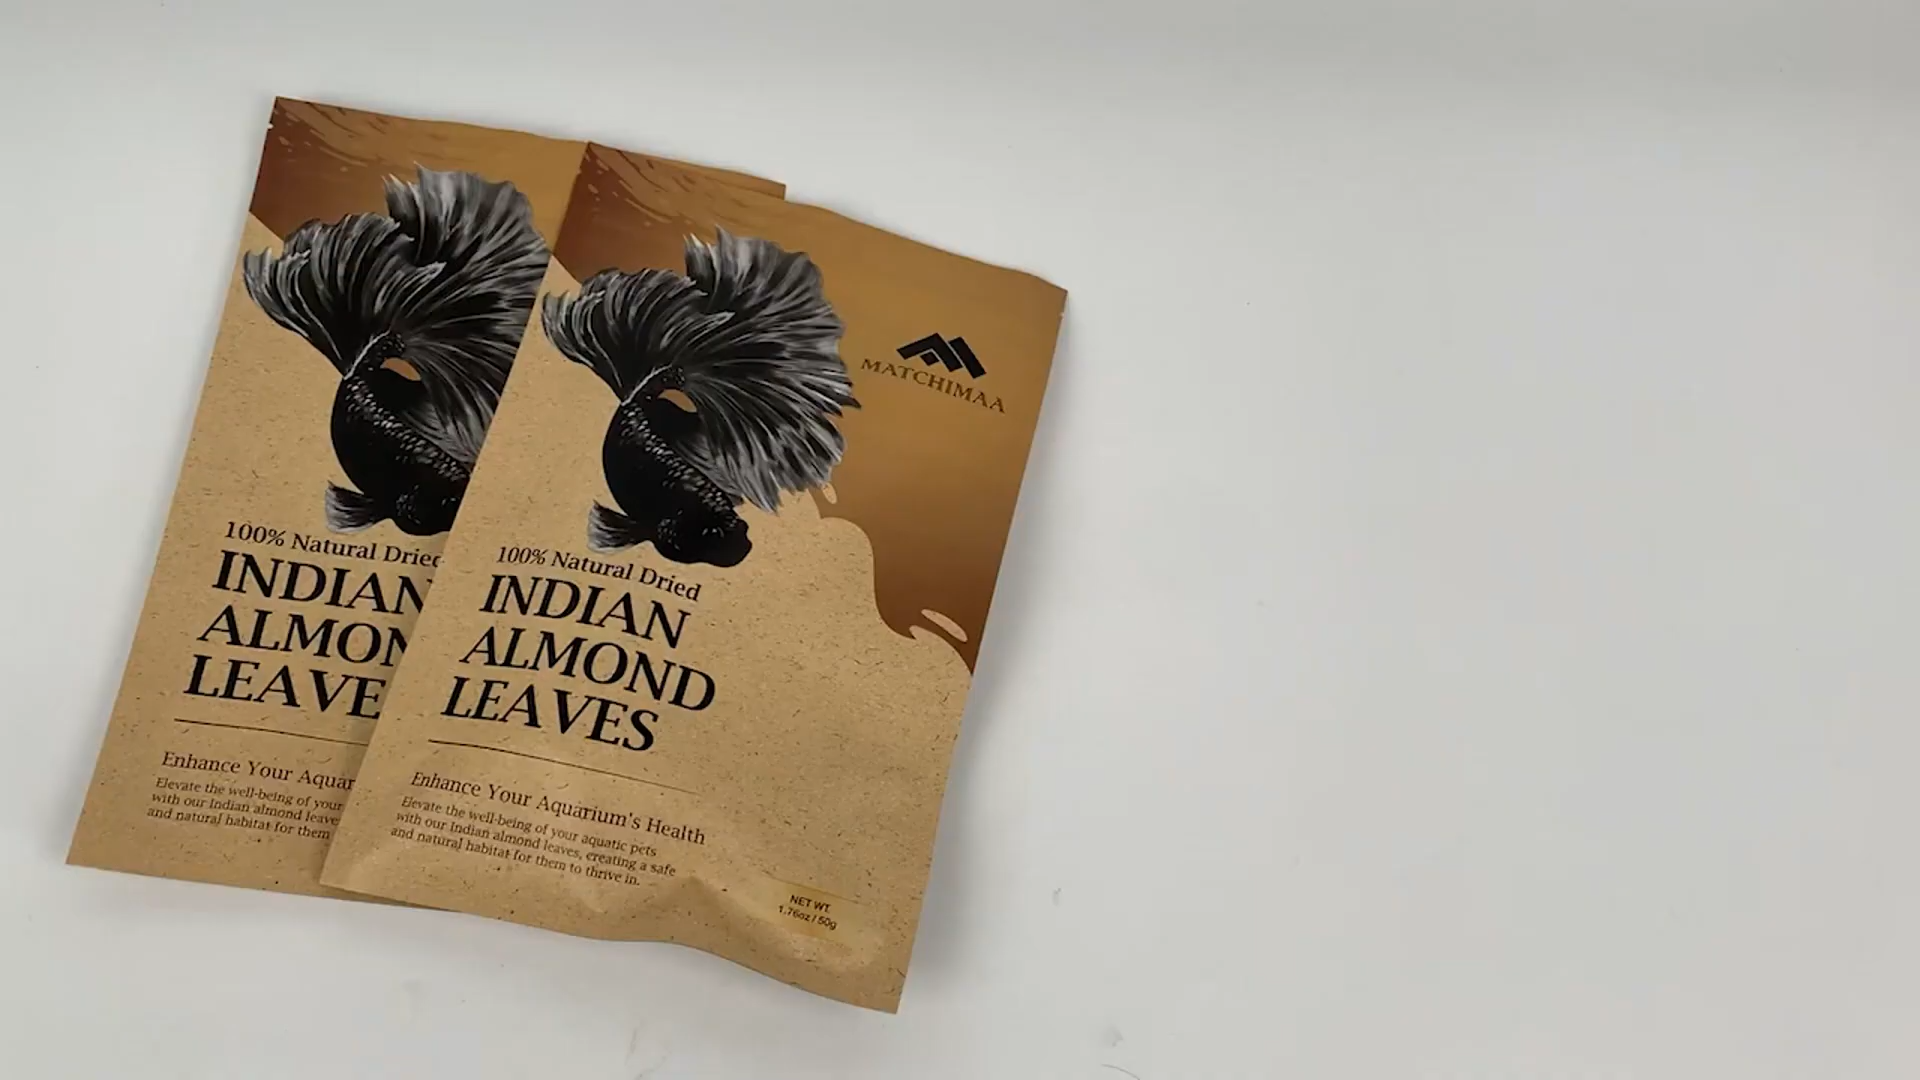 100% Natural Dried
INDIAN
ALMON
LEAVE
Enhance Your Aquar
Elevate the well-being of your
with our Indian almond leave
and natural habitat for them
MATCHIMAA
100% Natural Dried
INDIAN
ALMOND
LEAVES
Enhance Your Aquarium's Health
Elevate the well-being of your aquatic pets
with our Indian almond leaves, creating a safe
and natural habitat for them to thrive in.
NET WT.
1.76oz / 50g